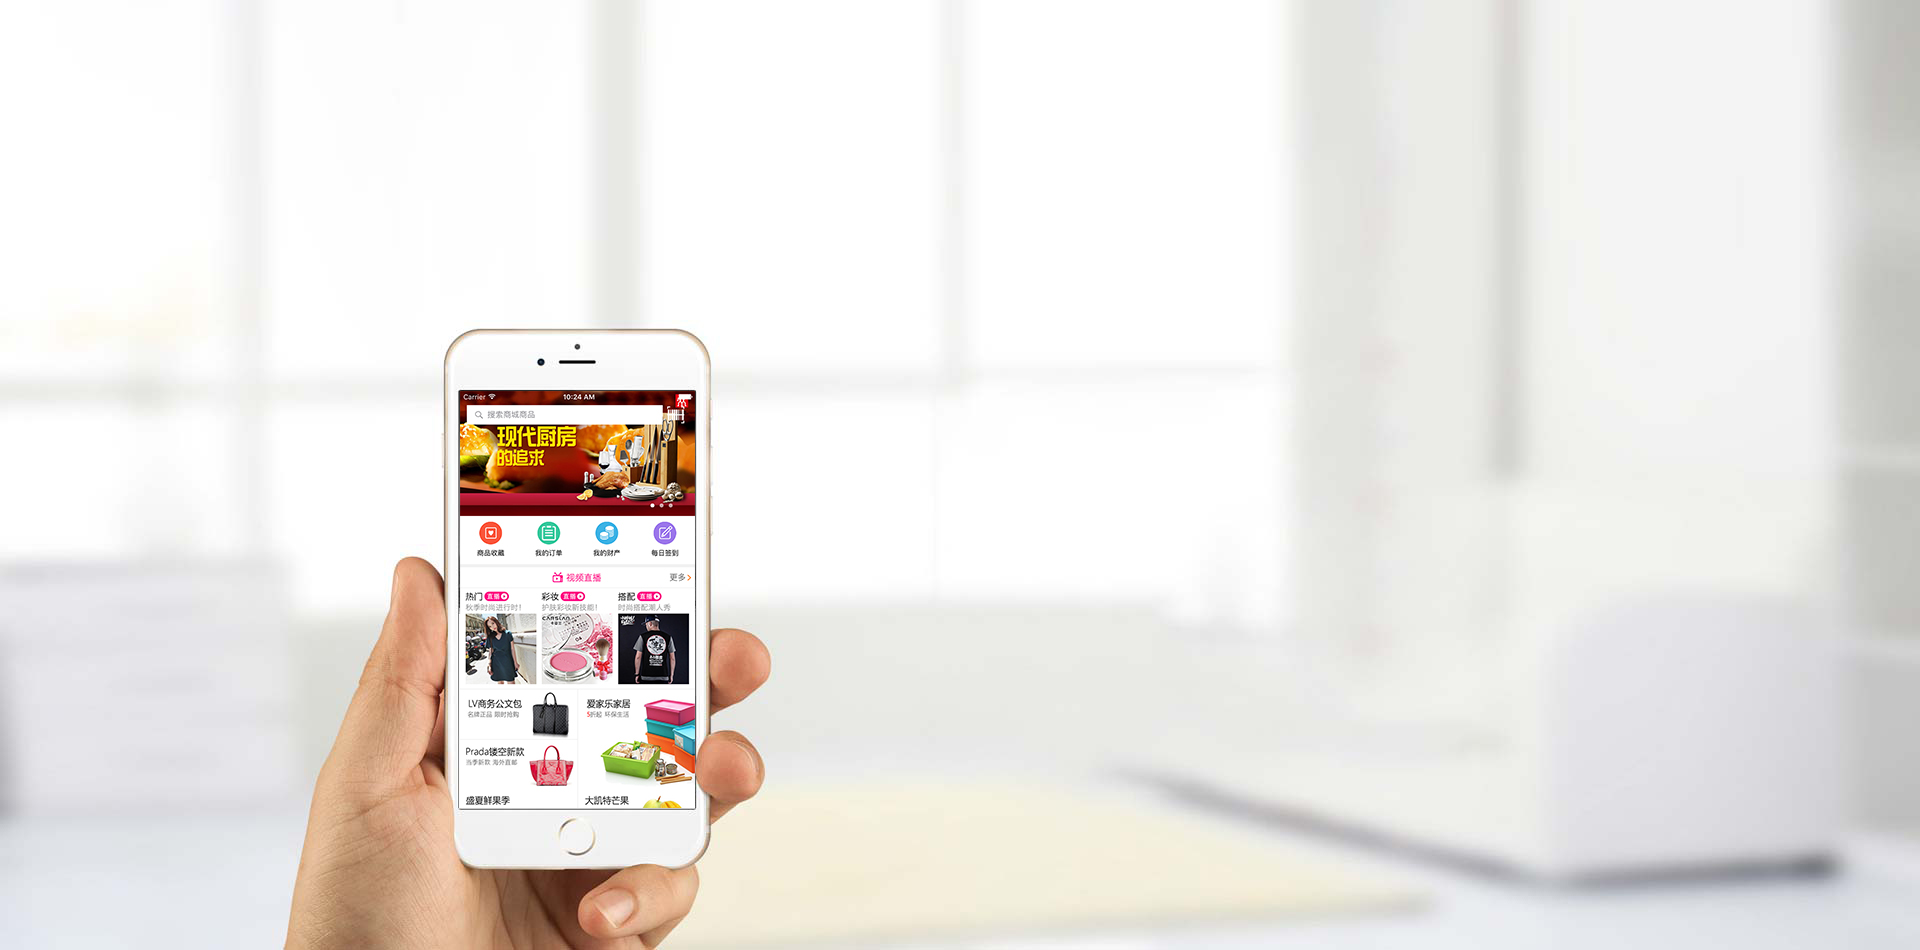 Carrier 10:24 AM
搜索商城商品
现代厨房
的追求
商品收藏 我的订单 我的财产 每日签到
视频直播 更多
热门 直播 彩妆 直播 搭配 直播
秋季时尚进行时! 护肤彩妆新技能! 时尚搭配潮人秀
CARSLAN
04
LV商务公文包 爱家乐家居
名牌正品 限时抢购 5折起 环保生活
Prada镂空新款
当季新款 海外直邮
盛夏鲜果季 大凯特芒果